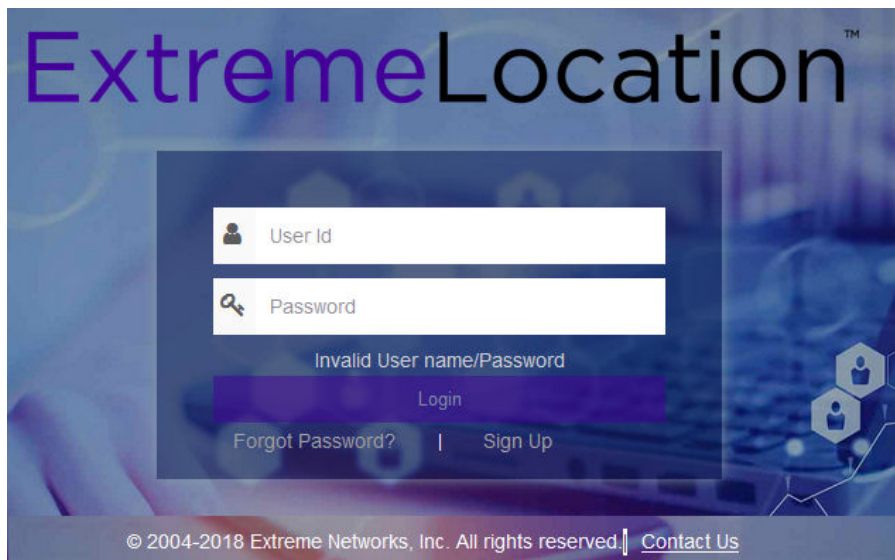 ExtremeLocation™
User Id
Password
Invalid User name/Password
Login
Forgot Password? | Sign Up
© 2004-2018 Extreme Networks, Inc. All rights reserved.| Contact Us